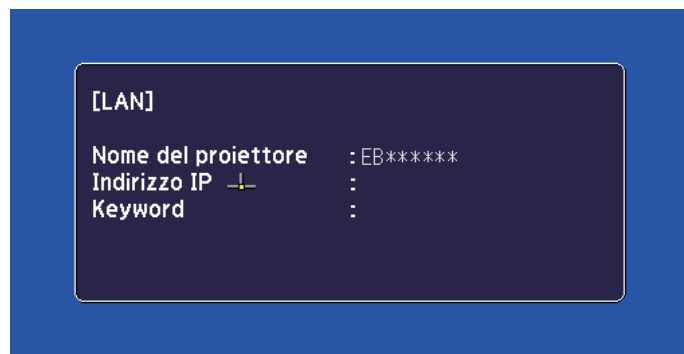 [LAN]
Nome del proiettore :EB******
Indirizzo IP :
Keyword :